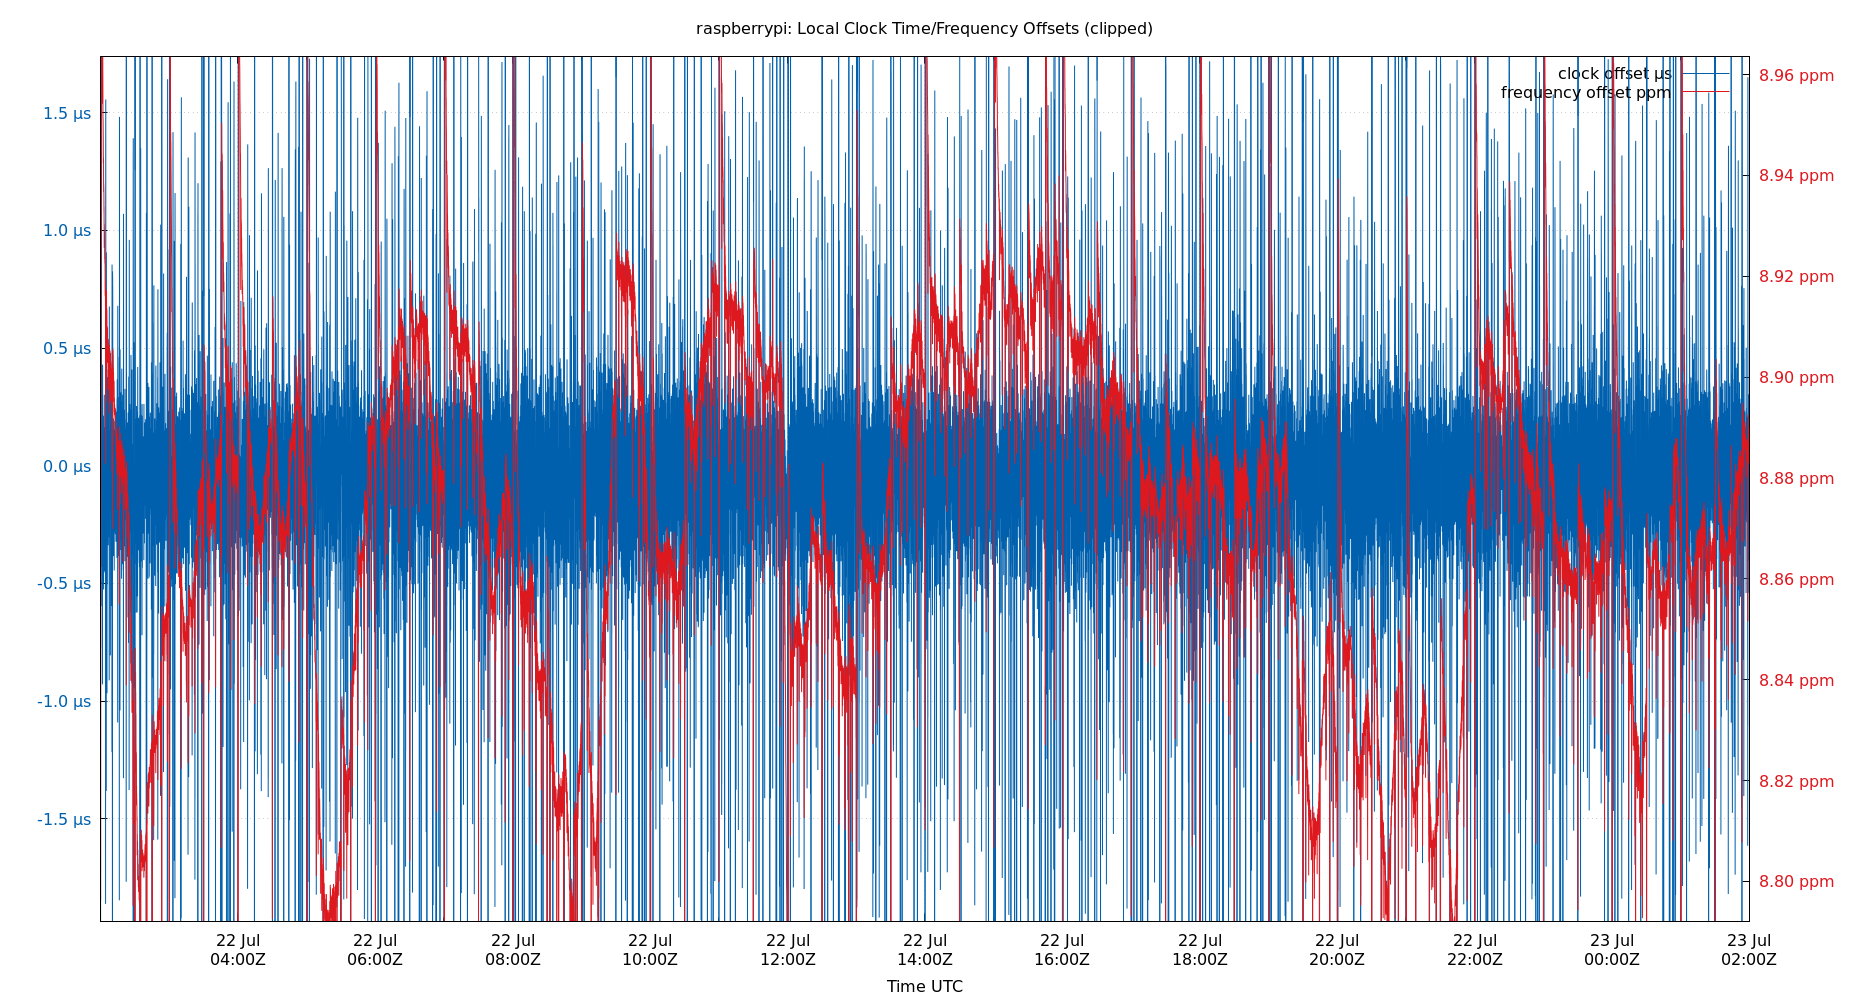 raspberrypi: Local Clock Time/Frequency Offsets (clipped)
clock offset µs
frequency offset ppm
1.5 µs
1.0 µs
0.5 µs
0.0 µs
-0.5 µs
-1.0 µs
-1.5 µs
8.96 ppm
8.94 ppm
8.92 ppm
8.90 ppm
8.88 ppm
8.86 ppm
8.84 ppm
8.82 ppm
8.80 ppm
22 Jul 22 Jul 22 Jul 22 Jul 22 Jul 22 Jul 22 Jul 22 Jul 22 Jul 22 Jul 23 Jul 23 Jul
04:00Z 06:00Z 08:00Z 10:00Z 12:00Z 14:00Z 16:00Z 18:00Z 20:00Z 22:00Z 00:00Z 02:00Z
Time UTC